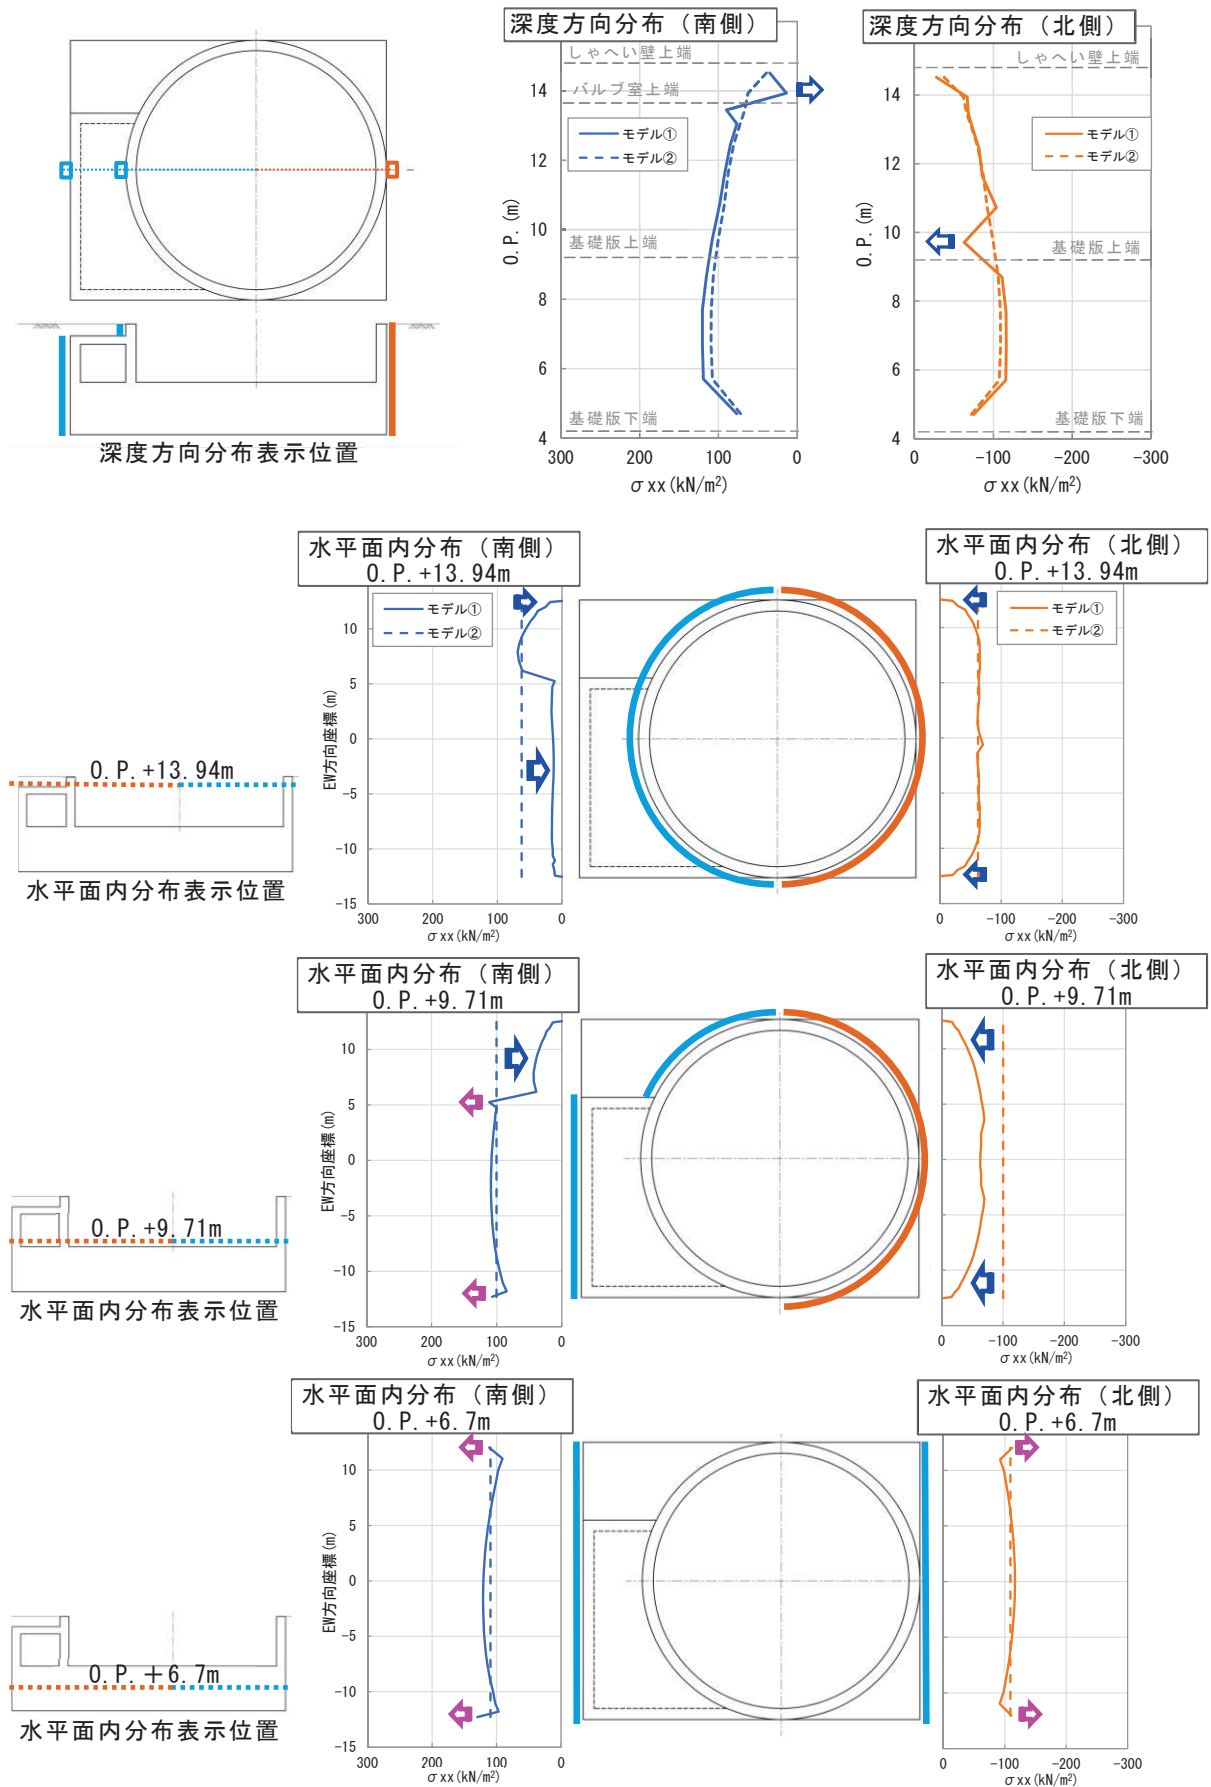 深度方向分布（南側）
しゃへい壁上端
14
バルブ室上端
モデル①
モデル②
12
10
基礎版上端
8
6
基礎版下端
4
O.P.(m)
300
200
100
0
σxx(kN/m²)
深度方向分布（北側）
しゃへい壁上端
14
モデル①
モデル②
12
10
基礎版上端
8
6
基礎版下端
4
O.P.(m)
0
-100
-200
-300
σxx(kN/m²)
深度方向分布表示位置
水平面内分布（南側）
O.P.+13.94m
モデル①
モデル②
10
5
0
-5
-10
-15
EW方向座標(m)
300
200
100
0
σxx(kN/m²)
水平面内分布（北側）
O.P.+13.94m
モデル①
モデル②
0
-100
-200
-300
σxx(kN/m²)
O.P.+13.94m
水平面内分布表示位置
水平面内分布（南側）
O.P.+9.71m
10
5
0
-5
-10
-15
EW方向座標(m)
300
200
100
0
σxx(kN/m²)
水平面内分布（北側）
O.P.+9.71m
0
-100
-200
-300
σxx(kN/m²)
O.P.+9.71m
水平面内分布表示位置
水平面内分布（南側）
O.P.+6.7m
10
5
0
-5
-10
-15
EW方向座標(m)
300
200
100
0
σxx(kN/m²)
水平面内分布（北側）
O.P.+6.7m
0
-100
-200
-300
σxx(kN/m²)
O.P.＋6.7m
水平面内分布表示位置